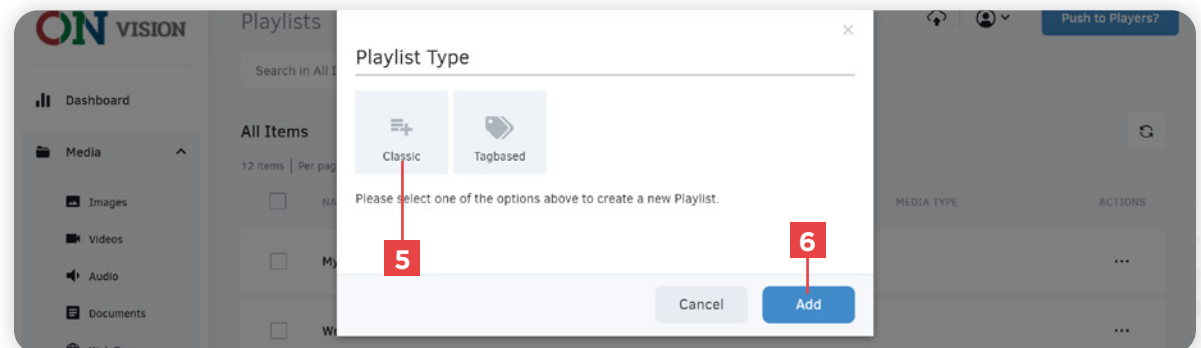 ON VISION
Playlists
Push to Players?
Search in All I
Playlist Type
Dashboard
All Items
Media
Classic
Tagbased
12 items | Per pag
Please select one of the options above to create a new Playlist.
Images
NA
MEDIA TYPE
ACTIONS
Videos
5
6
My
Audio
Documents
Cancel
Add
We